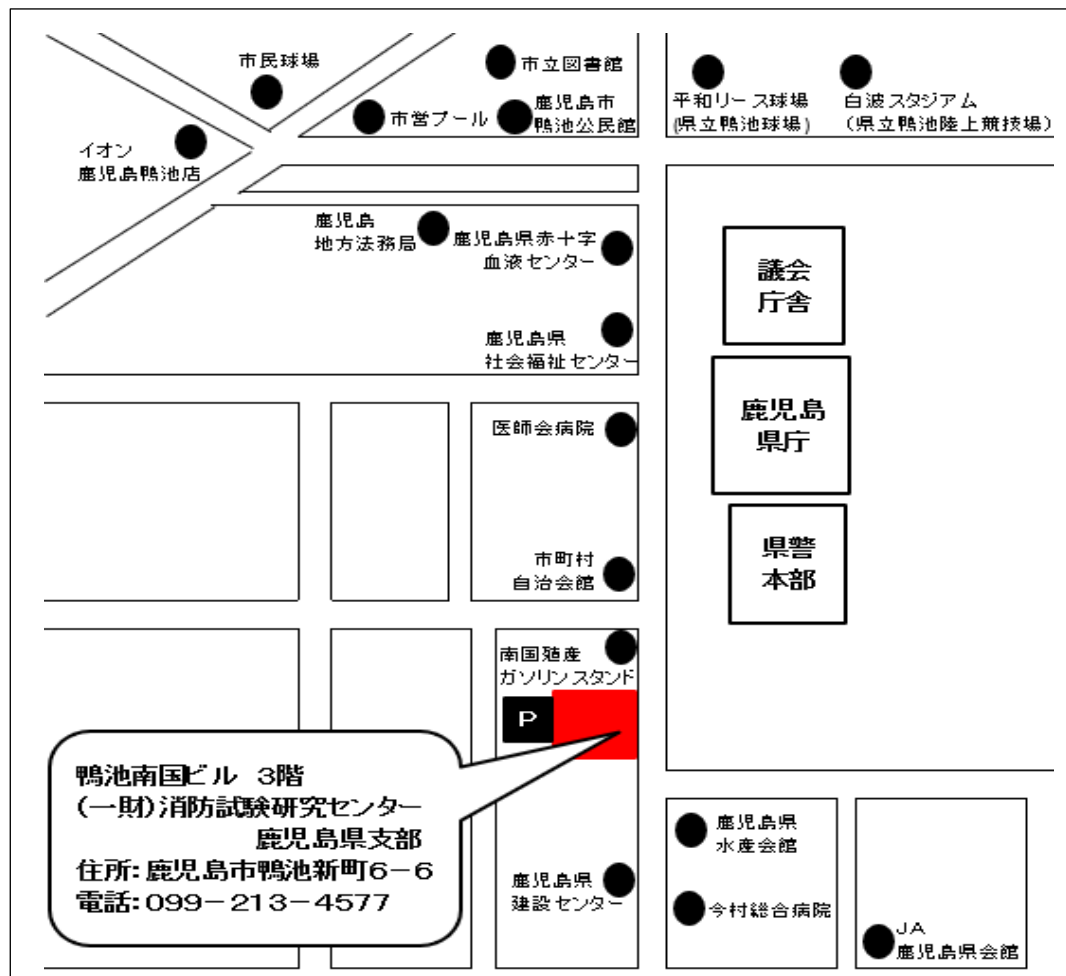 市民球場
市立図書館
市営プール
鹿児島市
鴨池公民館
平和リース球場
(県立鴨池球場)
白波スタジアム
(県立鴨池陸上競技場)
イオン
鹿児島鴨池店
鹿児島
地方法務局
鹿児島県赤十字
血液センター
鹿児島県
社会福祉センター
議会
庁舎
鹿児島
県庁
県警
本部
医師会病院
市町村
自治会館
南国殖産
ガソリンスタンド
P
鴨池南国ビル 3階
(一財)消防試験研究センター
鹿児島県支部
住所:鹿児島市鴨池新町6-6
電話:099-213-4577
鹿児島県
建設センター
鹿児島県
水産会館
今村総合病院
JA
鹿児島県会館